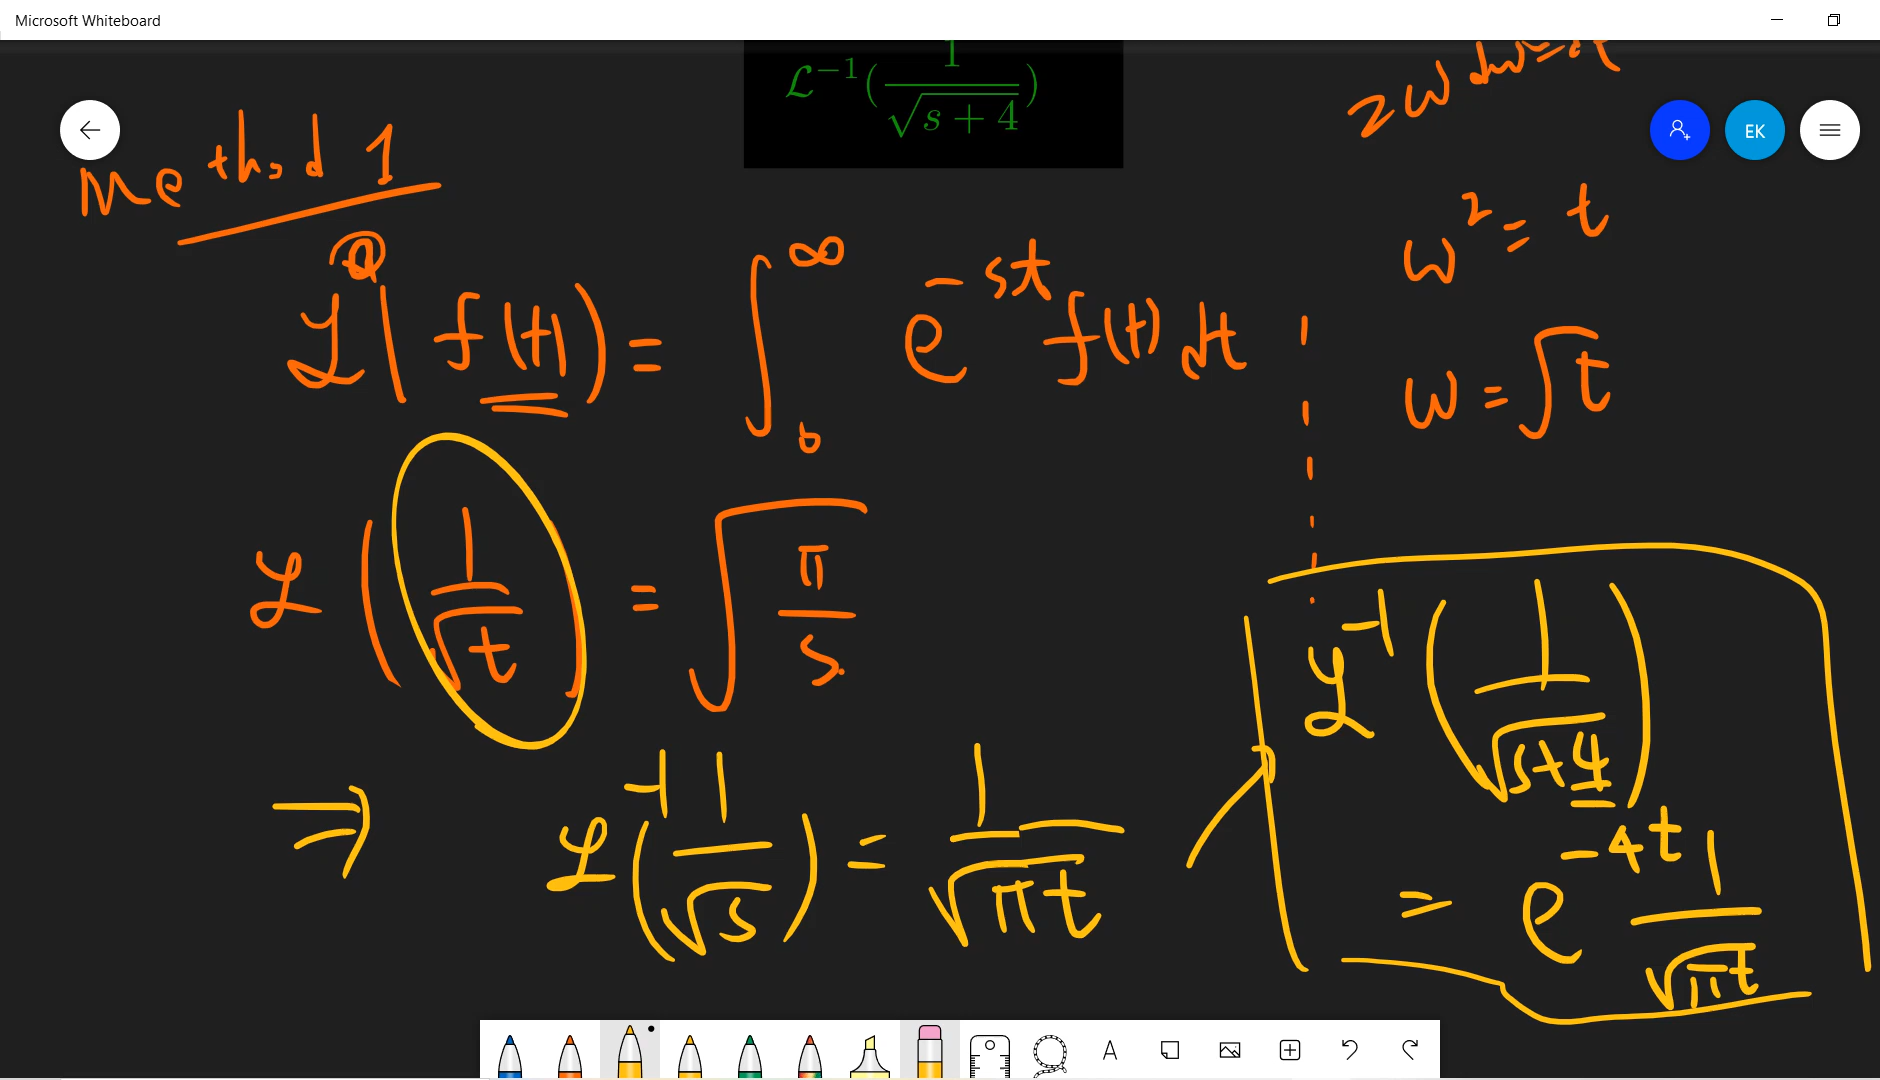 Microsoft Whiteboard
ℒ⁻¹(1/√(s+4))
2w dw = dt
Method 1
EK
w² = t
ℒ(f(t)) = ∫₀^∞ e^(-st) f(t) dt
w = √t
ℒ(1/√t) = √(π/s)
ℒ⁻¹(1/√(s+4))
⇒ ℒ⁻¹(1/√s) = 1/√(πt)
= e^(-4t) 1/√(πt)
A